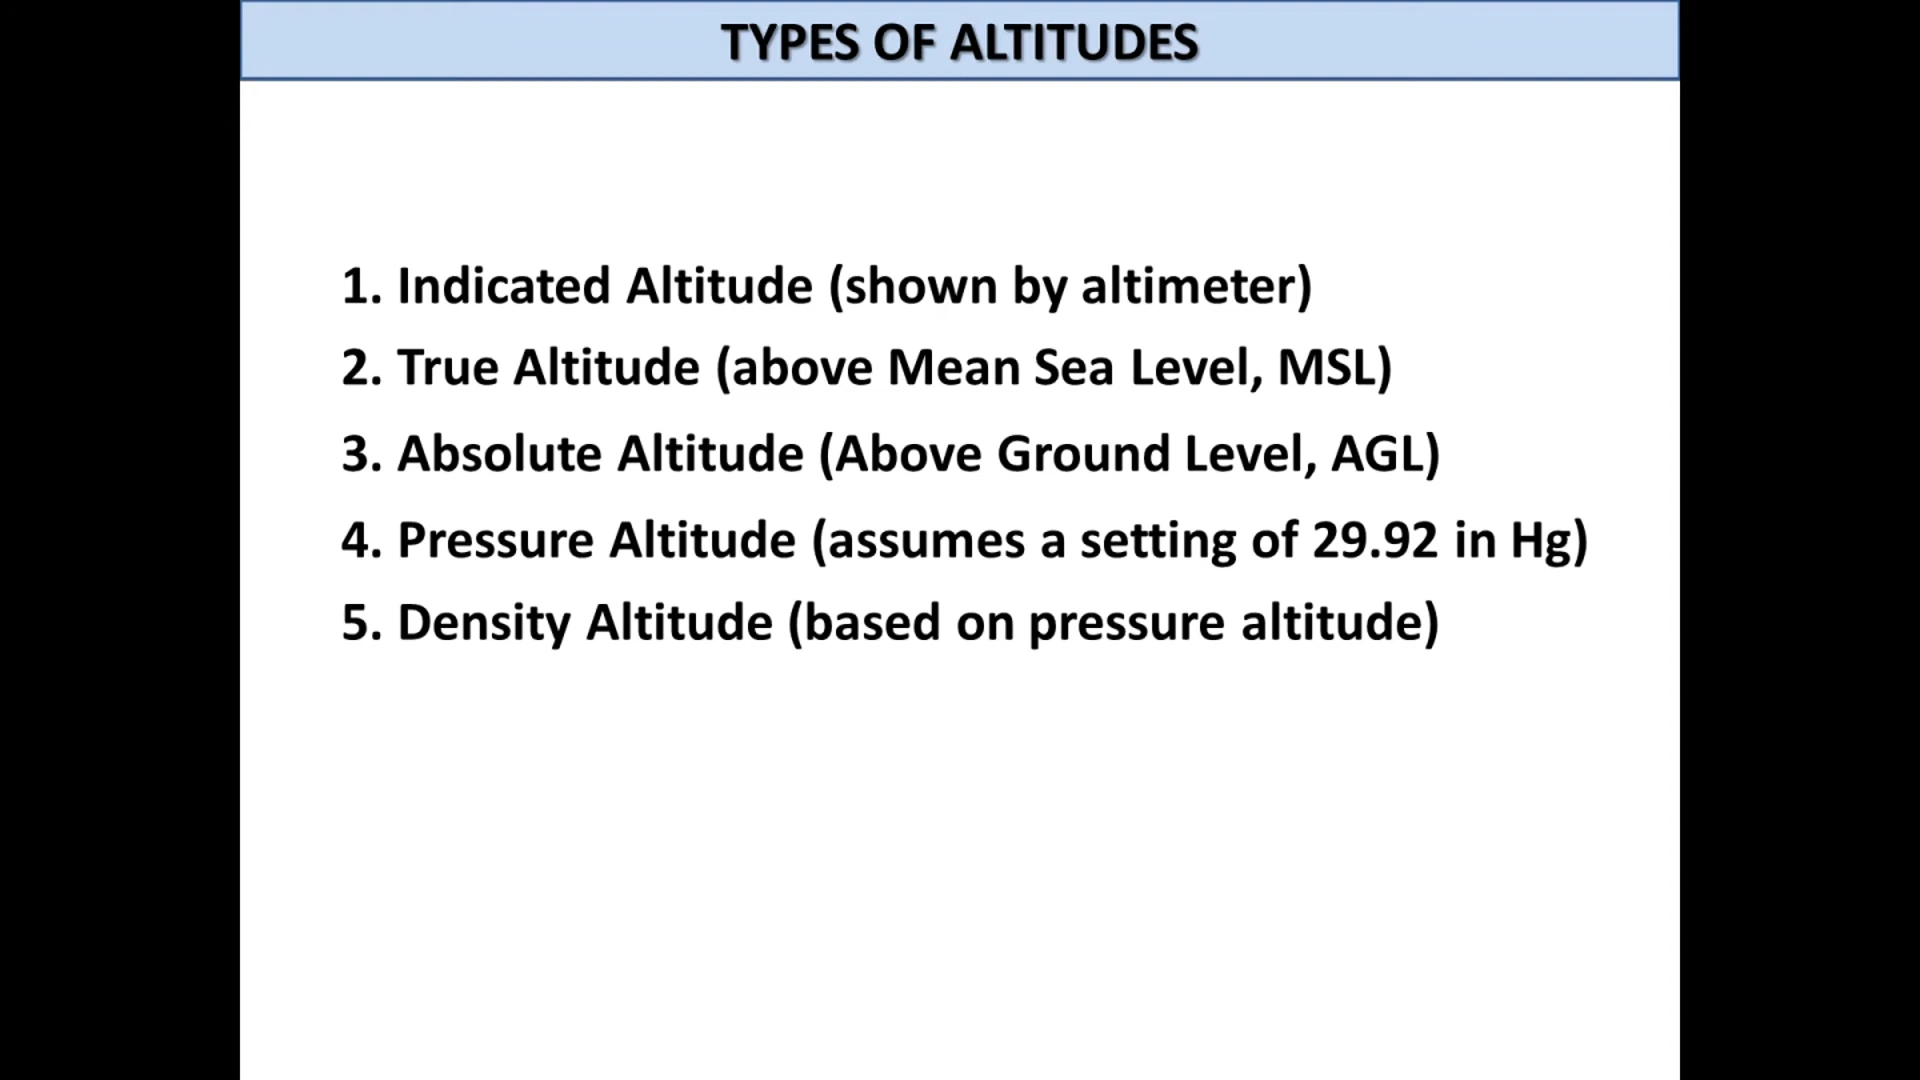 TYPES OF ALTITUDES
1. Indicated Altitude (shown by altimeter)
2. True Altitude (above Mean Sea Level, MSL)
3. Absolute Altitude (Above Ground Level, AGL)
4. Pressure Altitude (assumes a setting of 29.92 in Hg)
5. Density Altitude (based on pressure altitude)